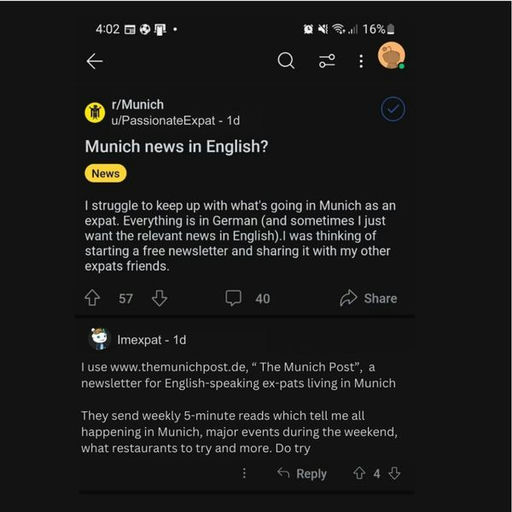 4:02
16%
r/Munich
u/PassionateExpat - 1d
Munich news in English?
News
I struggle to keep up with what's going in Munich as an
expat. Everything is in German (and sometimes I just
want the relevant news in English).I was thinking of
starting a free newsletter and sharing it with my other
expats friends.
57
40
Share
Imexpat - 1d
I use www.themunichpost.de, “ The Munich Post”,  a
newsletter for English-speaking ex-pats living in Munich
They send weekly 5-minute reads which tell me all
happening in Munich, major events during the weekend,
what restaurants to try and more. Do try
Reply
4